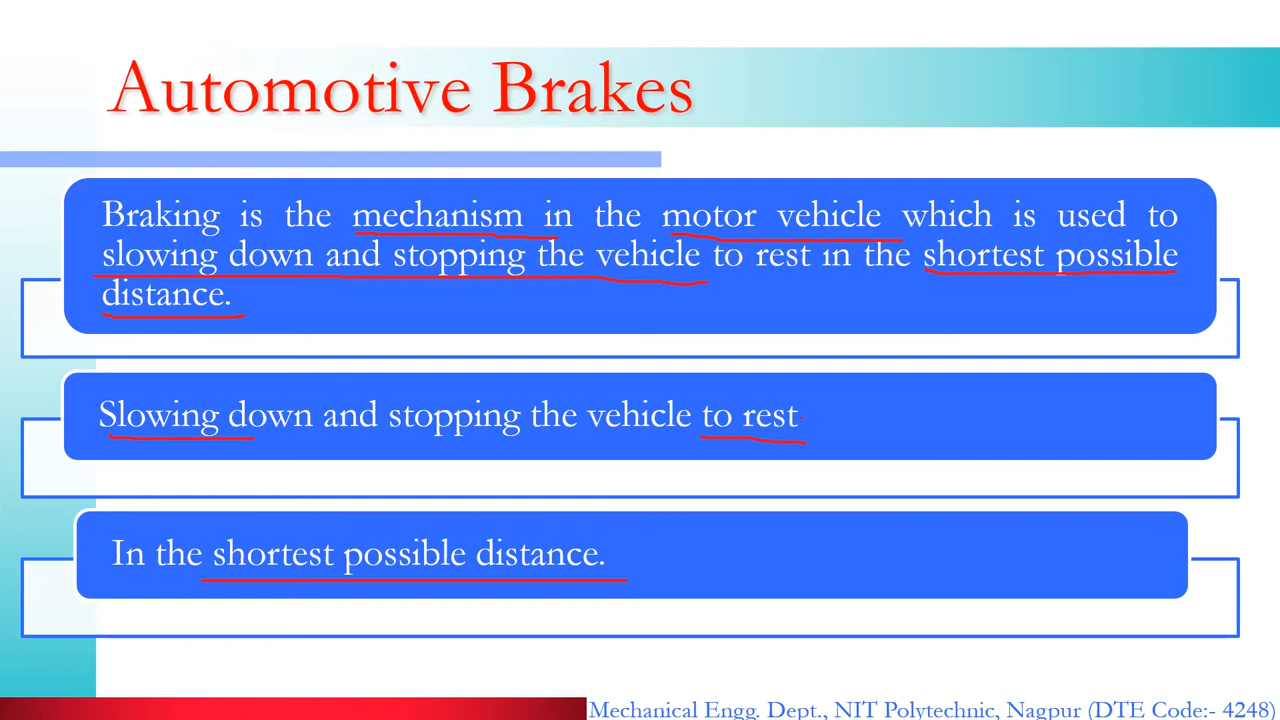 Automotive Brakes
Braking is the mechanism in the motor vehicle which is used to
slowing down and stopping the vehicle to rest in the shortest possible
distance.
Slowing down and stopping the vehicle to rest
In the shortest possible distance.
Mechanical Engg. Dept., NIT Polytechnic, Nagpur (DTE Code:- 4248)